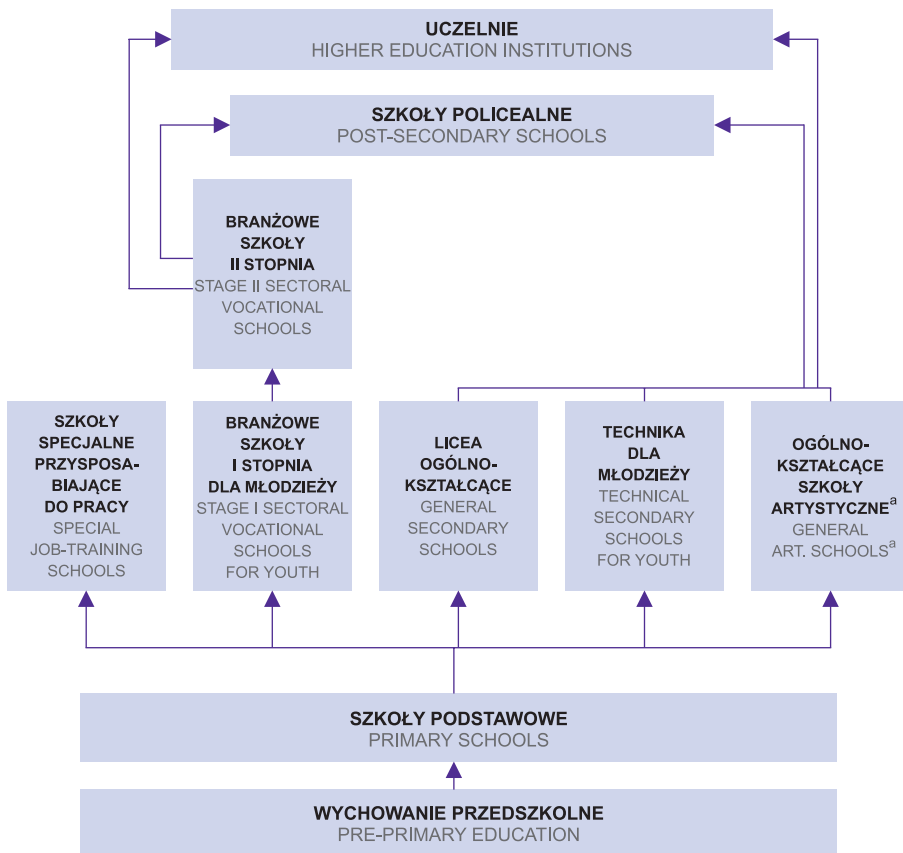 UCZELNIE
HIGHER EDUCATION INSTITUTIONS
SZKOŁY POLICEALNE
POST-SECONDARY SCHOOLS
BRANŻOWE
SZKOŁY
II STOPNIA
STAGE II SECTORAL
VOCATIONAL
SCHOOLS
SZKOŁY
SPECJALNE
PRZYSPOSA-
BIAJĄCE
DO PRACY
SPECIAL
JOB-TRAINING
SCHOOLS
BRANŻOWE
SZKOŁY
I STOPNIA
DLA MŁODZIEŻY
STAGE I SECTORAL
VOCATIONAL
SCHOOLS
FOR YOUTH
LICEA
OGÓLNO-
KSZTAŁCĄCE
GENERAL
SECONDARY
SCHOOLS
TECHNIKA
DLA
MŁODZIEŻY
TECHNICAL
SECONDARY
SCHOOLS
FOR YOUTH
OGÓLNO-
KSZTAŁCĄCE
SZKOŁY
ARTYSTYCZNEᵃ
GENERAL
ART. SCHOOLSᵃ
SZKOŁY PODSTAWOWE
PRIMARY SCHOOLS
WYCHOWANIE PRZEDSZKOLNE
PRE-PRIMARY EDUCATION